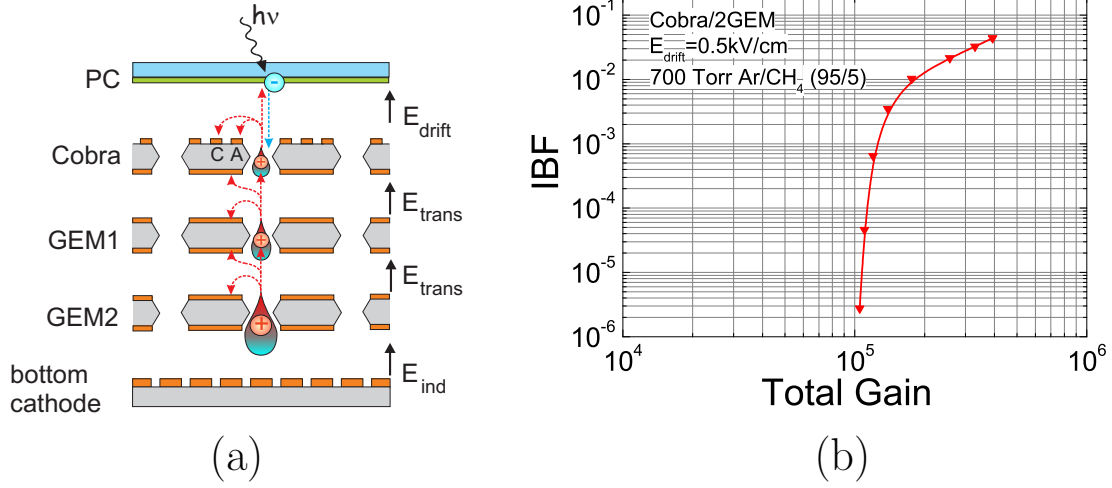 hν
PC
E_drift
Cobra
C A
E_trans
GEM1
E_trans
GEM2
E_ind
bottom
cathode
(a)
Cobra/2GEM
E_drift=0.5kV/cm
700 Torr Ar/CH_4 (95/5)
IBF
10^-1
10^-2
10^-3
10^-4
10^-5
10^-6
10^4
10^5
10^6
Total Gain
(b)